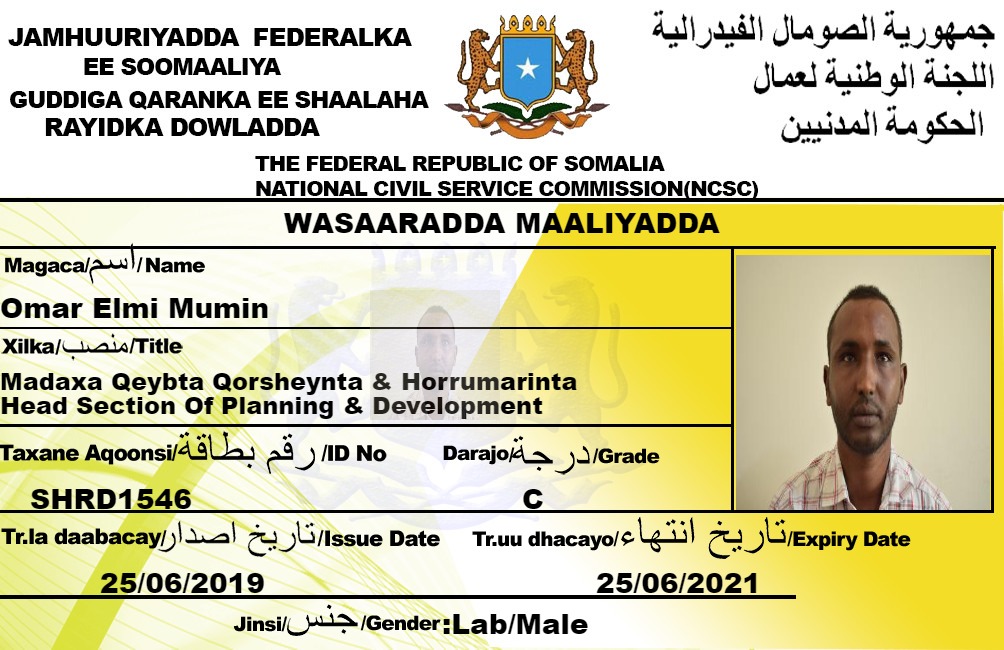 JAMHUURIYADDA FEDERALKA
EE SOOMAALIYA
GUDDIGA QARANKA EE SHAALAHA
RAYIDKA DOWLADDA
جمهورية الصومال الفيدرالية
اللجنة الوطنية لعمال
الحكومة المدنيين
THE FEDERAL REPUBLIC OF SOMALIA
NATIONAL CIVIL SERVICE COMMISSION(NCSC)
WASAARADDA MAALIYADDA
Magaca/اسم/Name
Omar Elmi Mumin
Xilka/منصب/Title
Madaxa Qeybta Qorsheynta & Horrumarinta
Head Section Of Planning & Development
Taxane Aqoonsi/رقم بطاقة/ID No
Darajo/درجة/Grade
SHRD1546
C
Tr.la daabacay/تاريخ اصدار/Issue Date
Tr.uu dhacayo/تاريخ انتهاء/Expiry Date
25/06/2019
25/06/2021
Jinsi/جنس/Gender:Lab/Male